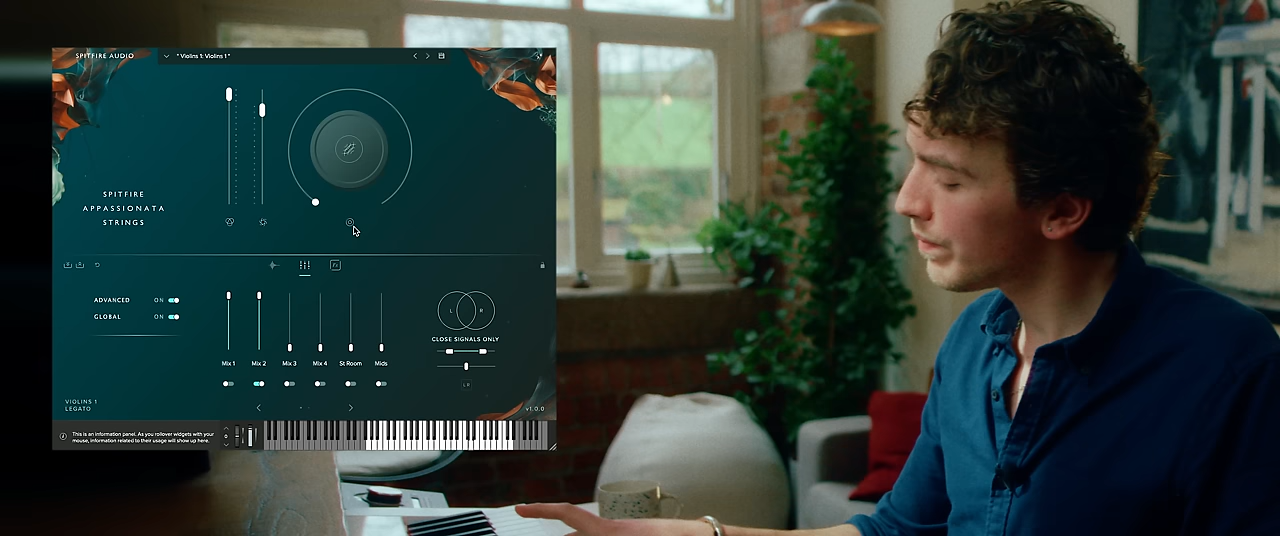 SPITFIRE AUDIO
" Violins 1: Violins 1 "
SPITFIRE
APPASSIONATA
STRINGS
Fx
ADVANCED ON
GLOBAL ON
L R
CLOSE SIGNALS ONLY
Mix 1 Mix 2 Mix 3 Mix 4 St Room Mids
L R
VIOLINS 1
LEGATO
v1.0.0
This is an information panel. As you rollover widgets with your
mouse, information related to their usage will show up here.
0